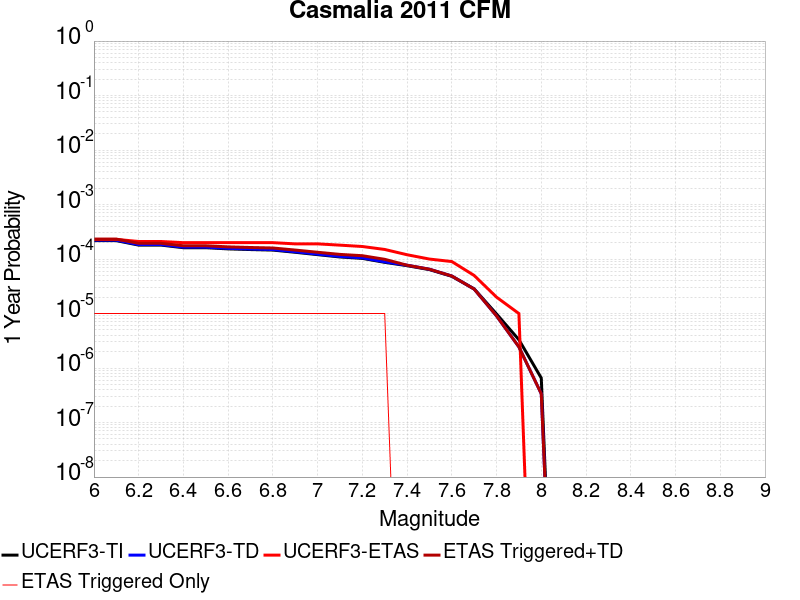 Casmalia 2011 CFM
1 Year Probability
10^0
10^-1
10^-2
10^-3
10^-4
10^-5
10^-6
10^-7
10^-8
6 6.2 6.4 6.6 6.8 7 7.2 7.4 7.6 7.8 8 8.2 8.4 8.6 8.8 9
Magnitude
UCERF3-TI UCERF3-TD UCERF3-ETAS ETAS Triggered+TD
ETAS Triggered Only